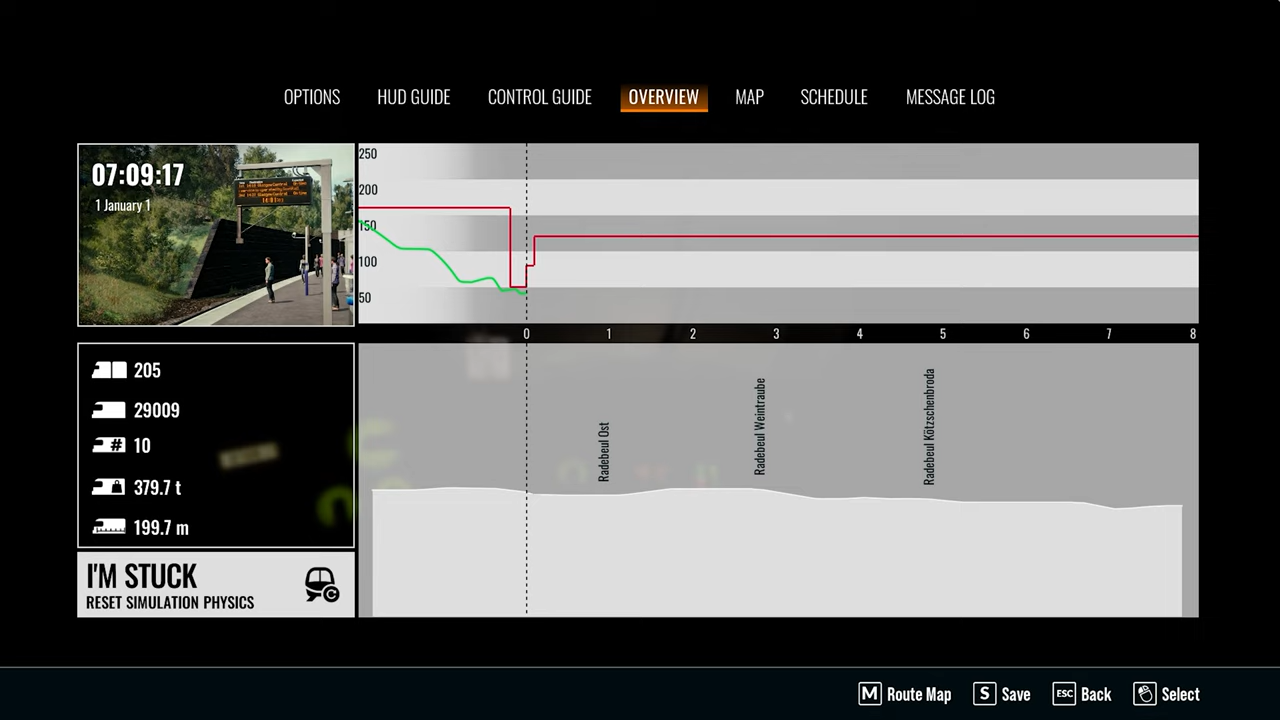 OPTIONS HUD GUIDE CONTROL GUIDE OVERVIEW MAP SCHEDULE MESSAGE LOG
07:09:17
1 January 1
250
200
150
100
50
0 1 2 3 4 5 6 7 8
205
29009
# 10
379.7 t
199.7 m
Radebeul Ost
Radebeul Weintraube
Radebeul Kötzschenbroda
I'M STUCK
RESET SIMULATION PHYSICS
M Route Map S Save ESC Back Select